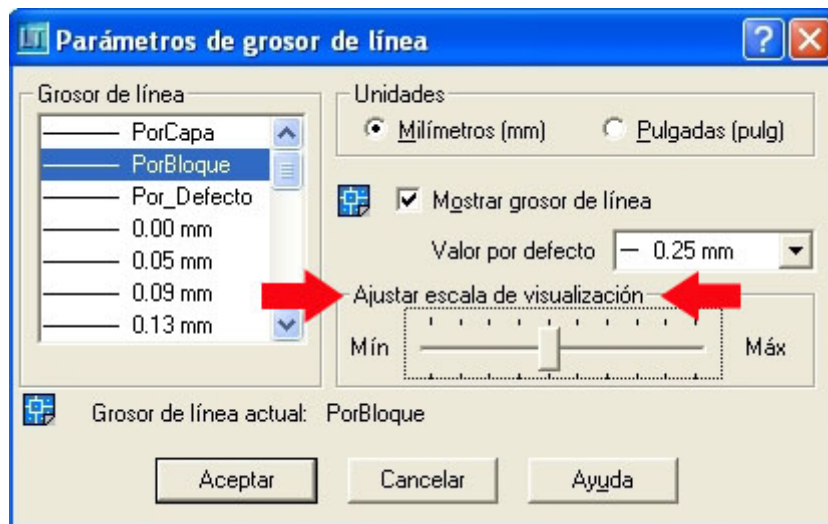 LT Parámetros de grosor de línea
Grosor de línea
PorCapa
PorBloque
Por_Defecto
0.00 mm
0.05 mm
0.09 mm
0.13 mm
Unidades
Milímetros (mm)
Pulgadas (pulg)
Mostrar grosor de línea
Valor por defecto
0.25 mm
Ajustar escala de visualización
Mín
Máx
Grosor de línea actual: PorBloque
Aceptar
Cancelar
Ayuda